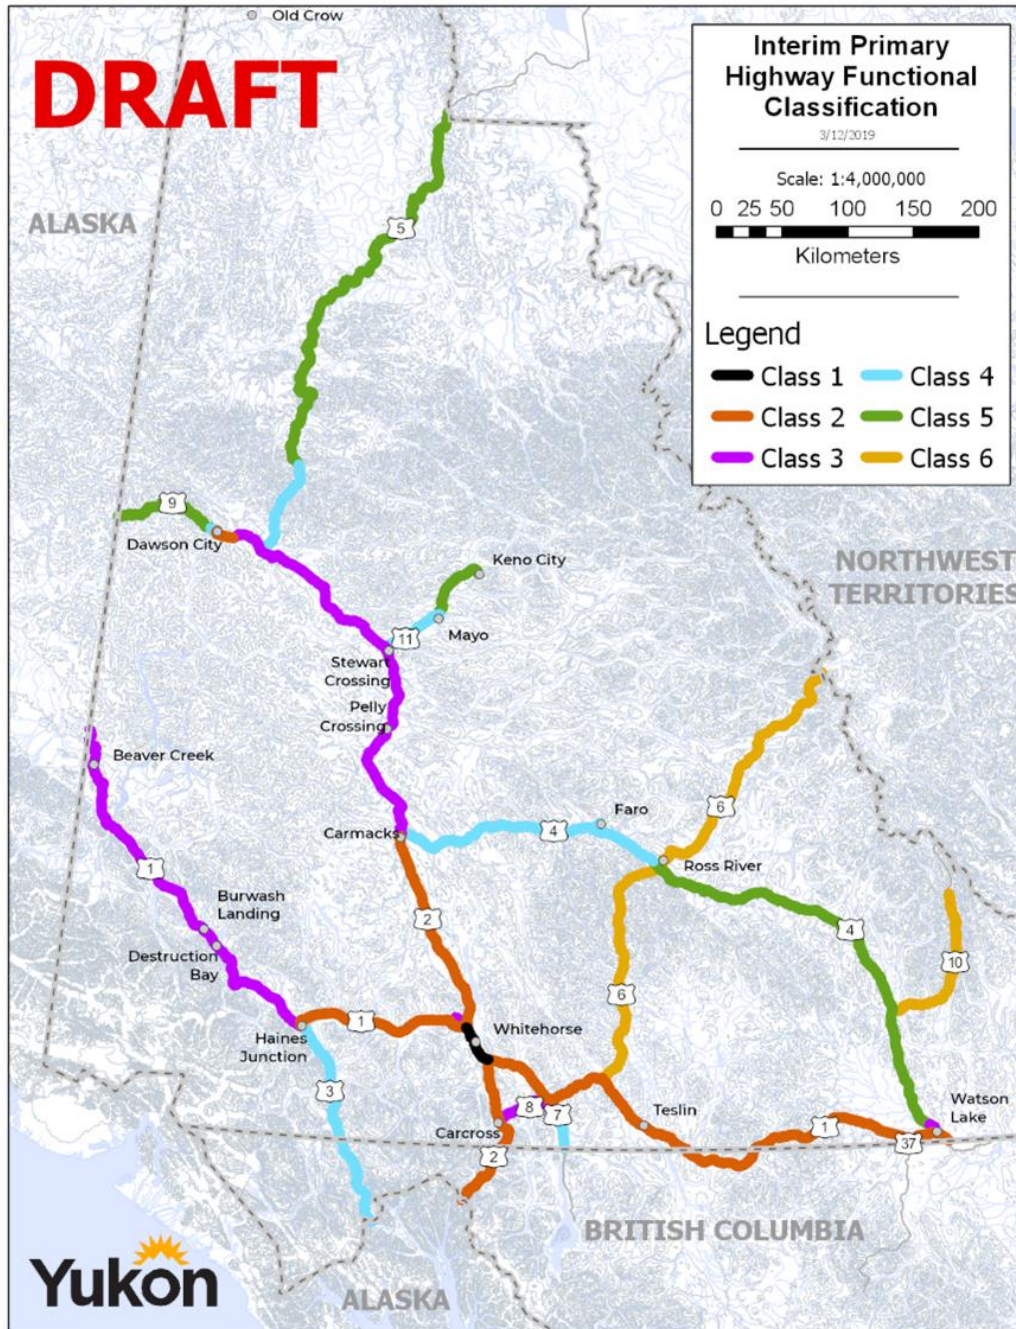 Old Crow
DRAFT
Interim Primary
Highway Functional
Classification
3/12/2019
Scale: 1:4,000,000
0 25 50 100 150 200
Kilometers
Legend
Class 1
Class 4
Class 2
Class 5
Class 3
Class 6
ALASKA
5
9
Dawson City
Keno City
NORTHWEST
TERRITORIES
11
Mayo
Stewart
Crossing
Pelly
Crossing
Beaver Creek
6
Faro
Carmacks
4
Ross River
1
Burwash
Landing
2
4
Destruction
Bay
10
6
1
Whitehorse
Haines
Junction
3
8
7
Teslin
1
Watson
Lake
Carcross
37
2
BRITISH COLUMBIA
Yukon
ALASKA